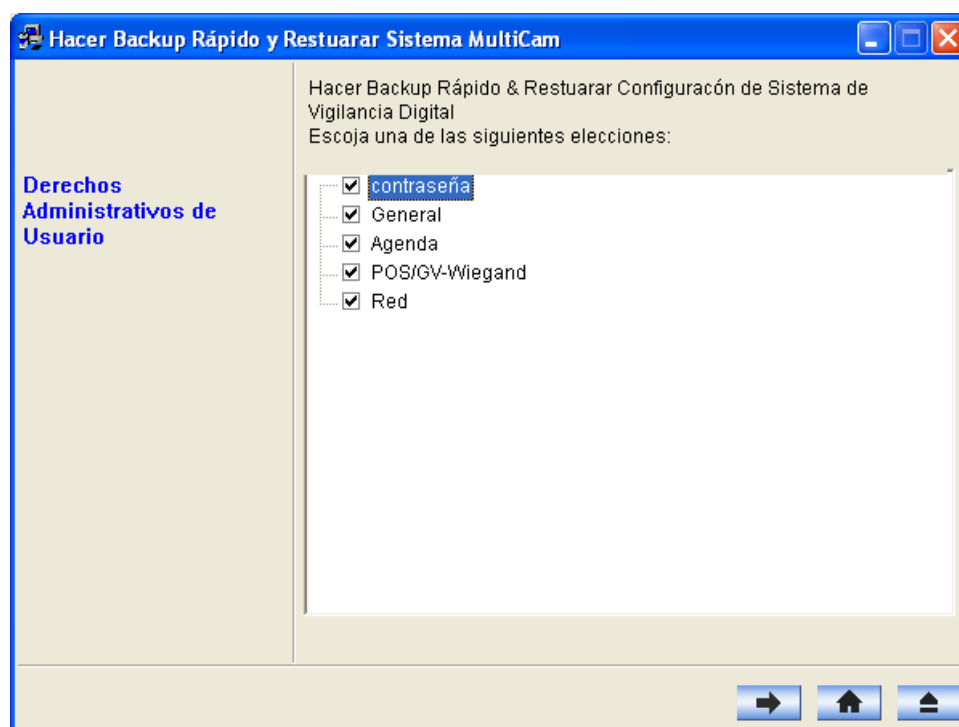 Hacer Backup Rápido y Restuarar Sistema MultiCam
Hacer Backup Rápido & Restuarar Configuracón de Sistema de
Vigilancia Digital
Escoja una de las siguientes elecciones:
Derechos
Administrativos de
Usuario
contraseña
General
Agenda
POS/GV-Wiegand
Red